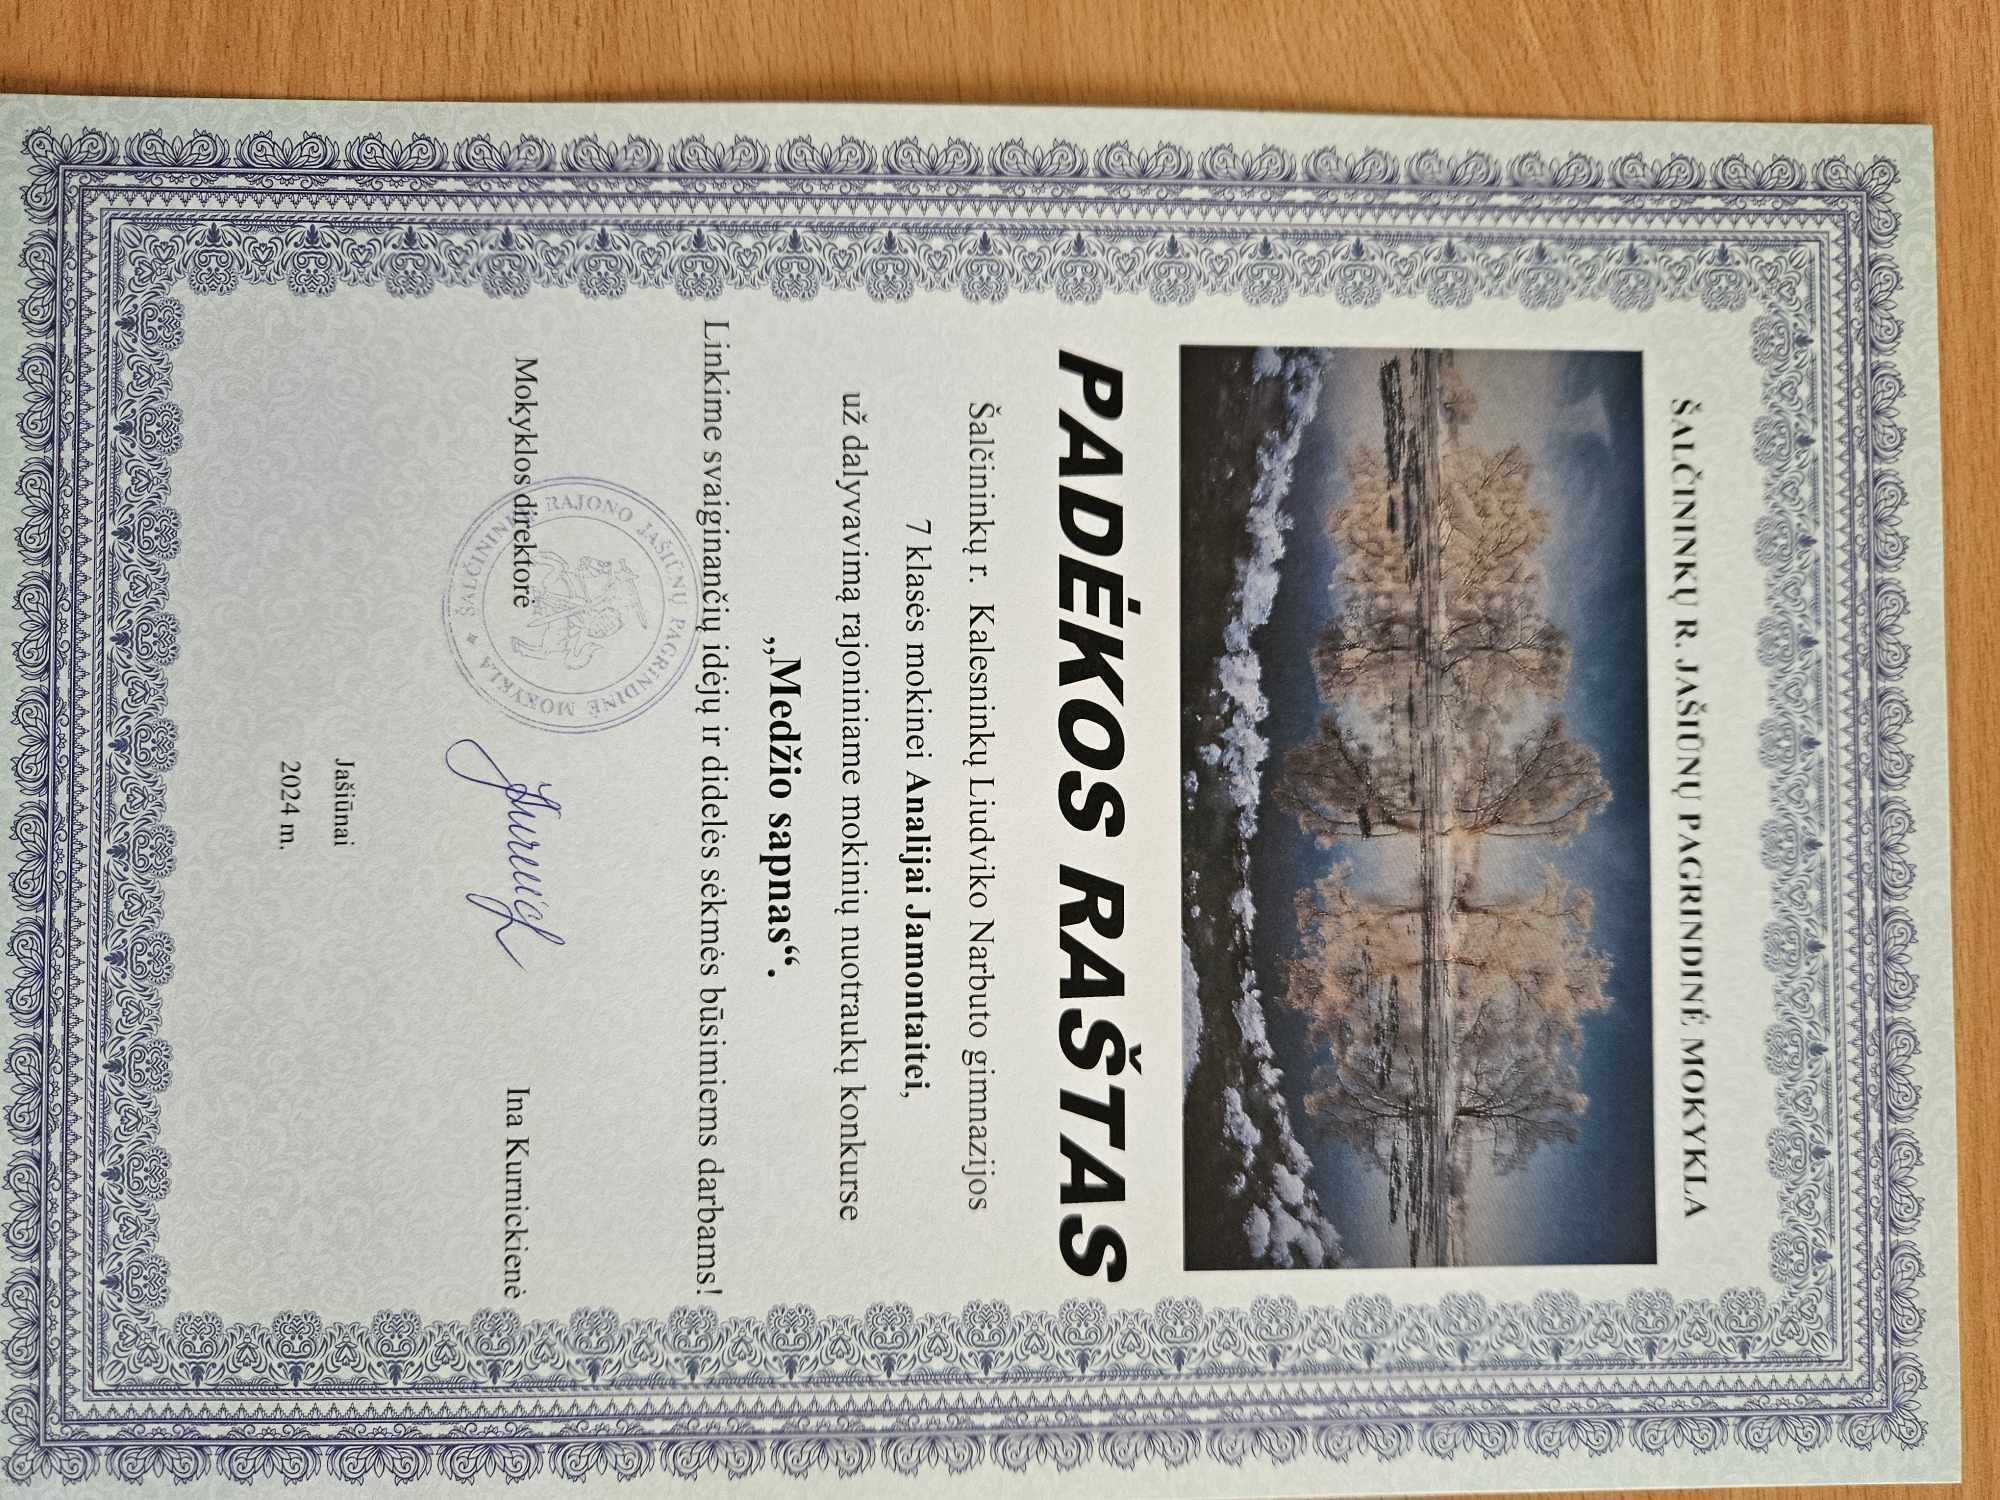 ŠALČININKŲ R. JAŠIŪNŲ PAGRINDINĖ MOKYKLA
PADĖKOS RAŠTAS
Šalčininkų r. Kalesninkų Liudviko Narbuto gimnazijos
7 klasės mokinei Analijai Jamontaitei,
už dalyvavimą rajoniniame mokinių nuotraukų konkurse
„Medžio sapnas“.
Linkime svaiginančių idėjų ir didelės sėkmės būsimiems darbams!
Mokyklos direktorė Ina Kurnickienė
RAJONO JAŠIŪNŲ PAGRINDINĖ MOKYKLA
Jašiūnai
2024 m.